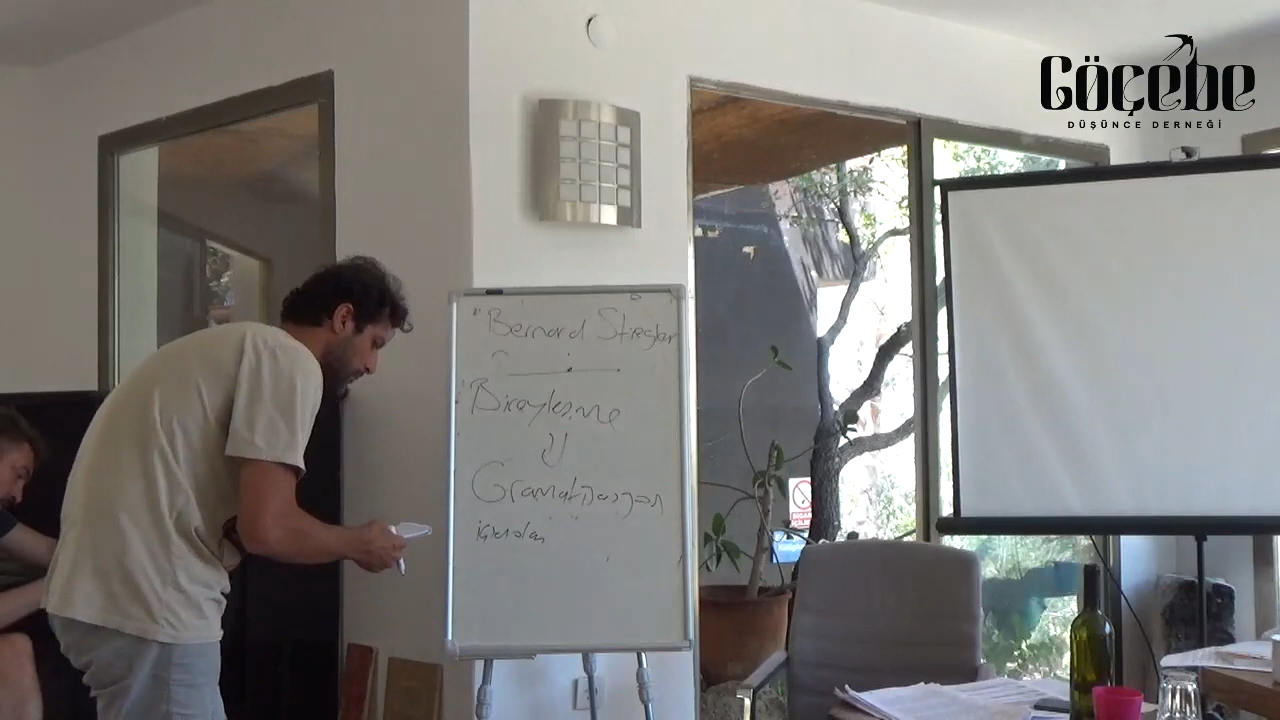 Göçebe
DÜŞÜNCE DERNEĞİ
"Bernard Stiegler
Bireyleşme
Gramatizasyon